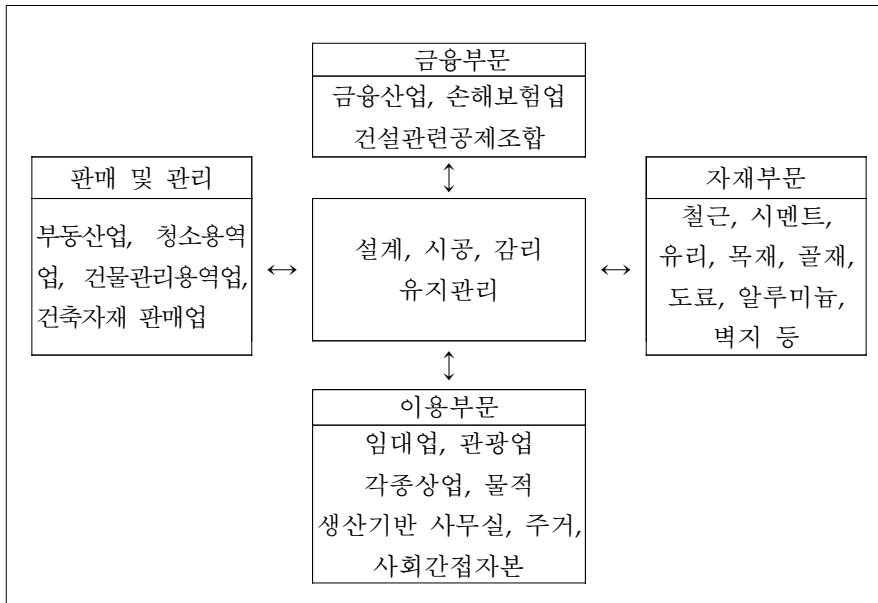 금융부문
금융산업, 손해보험업
건설관련공제조합
↕
판매 및 관리
부동산업, 청소용역
업, 건물관리용역업,
건축자재 판매업
↔
설계, 시공, 감리
유지관리
↔
자재부문
철근, 시멘트,
유리, 목재, 골재,
도료, 알루미늄,
벽지 등
↕
이용부문
임대업, 관광업
각종상업, 물적
생산기반 사무실, 주거,
사회간접자본